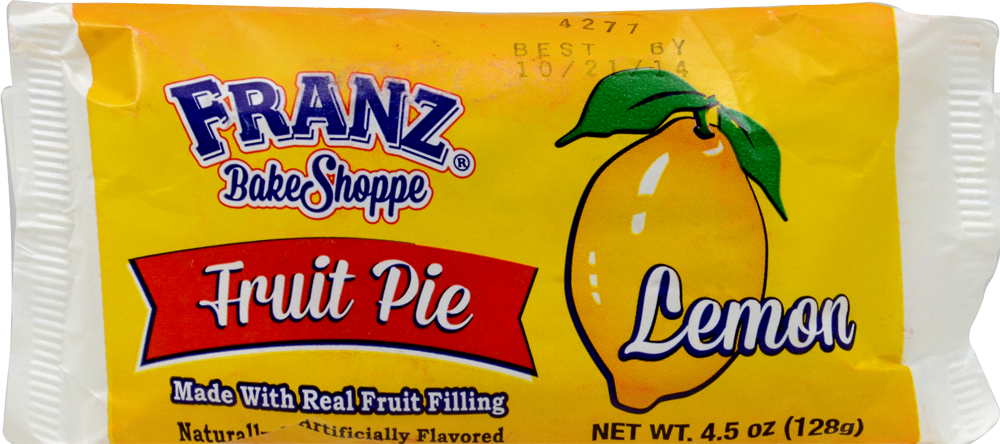 4277
BEST BY
10/21/14
FRANZ®
BakeShoppe
Fruit Pie
Lemon
Made With Real Fruit Filling
Artificially Flavored
NET WT. 4.5 oz (128g)